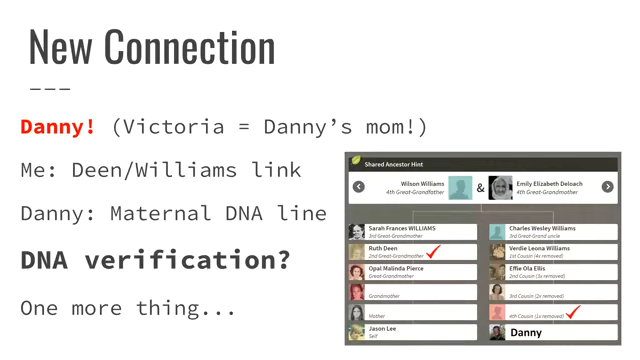 New Connection
___
Danny! (Victoria = Danny's mom!)
Me: Deen/Williams link
Danny: Maternal DNA line
DNA verification?
One more thing...
Shared Ancestor Hint
Wilson Williams
4th Great-Grandfather
&
Emily Elizabeth Deloach
4th Great-Grandmother
Sarah Frances WILLIAMS
3rd Great-Grandmother
Ruth Deen
2nd Great-Grandmother
Opal Malinda Pierce
Great-Grandmother
Grandmother
Mother
Jason Lee
Self
Charles Wesley Williams
3rd Great-Grand uncle
Verdie Leona Williams
1st Cousin (4x removed)
Effie Ola Ellis
2nd Cousin (3x removed)
3rd Cousin (2x removed)
4th Cousin (1x removed)
Danny